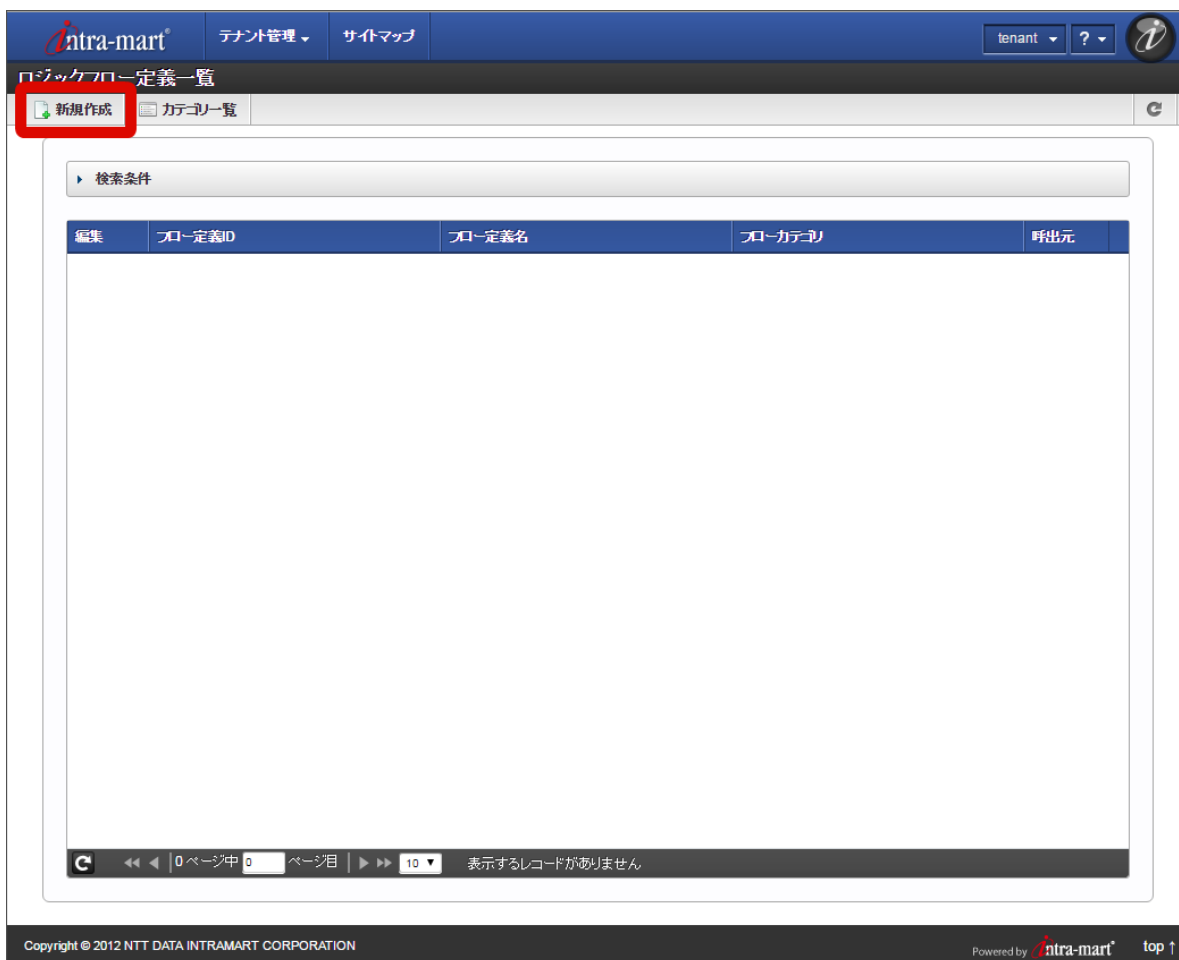 intra-mart® テナント管理 サイトマップ tenant ?
ロジックフロー定義一覧
新規作成 カテゴリ一覧
検索条件
編集 フロー定義ID フロー定義名 フローカテゴリ 呼出元
0 ページ中 0 ページ目 10 表示するレコードがありません
Copyright © 2012 NTT DATA INTRAMART CORPORATION Powered by intra-mart® top ↑